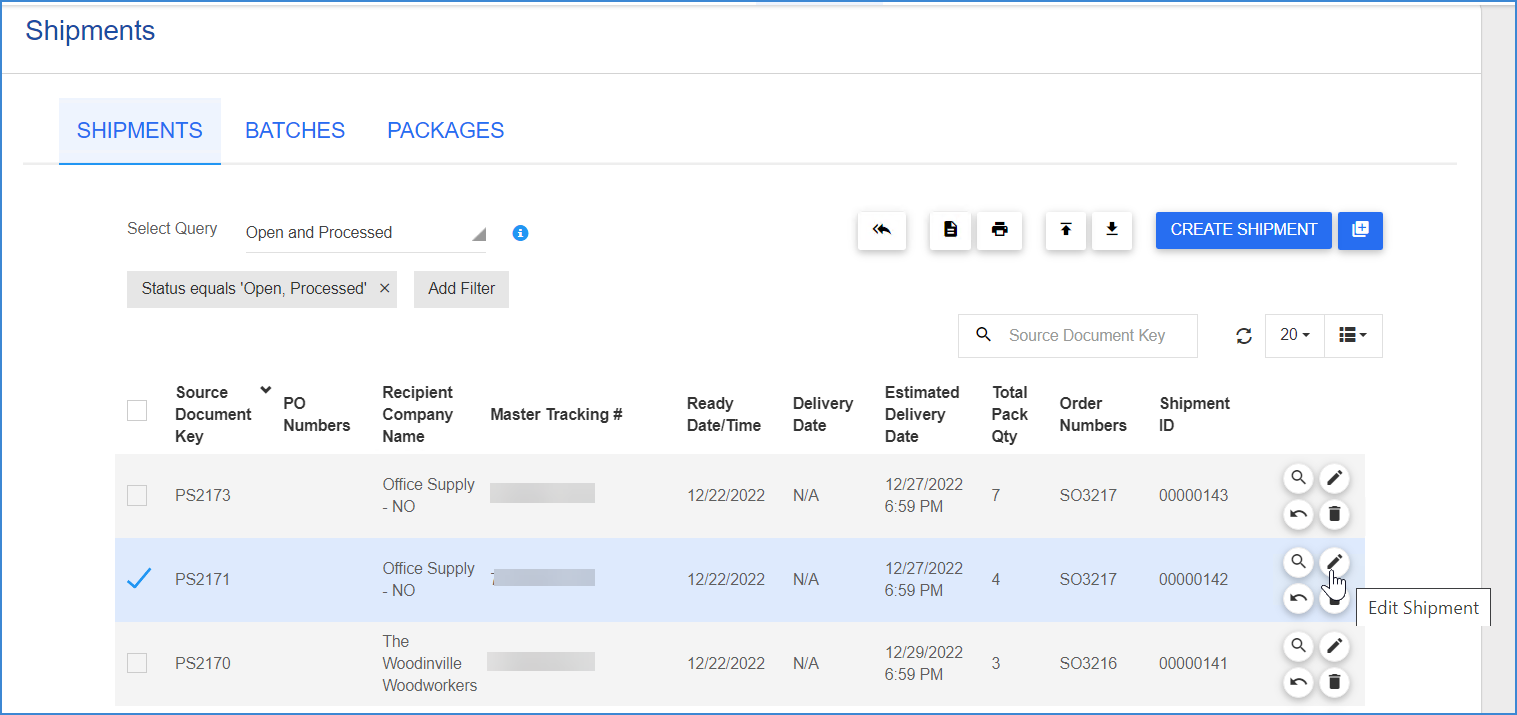 Shipments
SHIPMENTS BATCHES PACKAGES
Select Query Open and Processed
CREATE SHIPMENT
Status equals 'Open, Processed' × Add Filter
Source Document Key 20
Source Document Key PO Numbers Recipient Company Name Master Tracking # Ready Date/Time Delivery Date Estimated Delivery Date Total Pack Qty Order Numbers Shipment ID
PS2173 Office Supply - NO 12/22/2022 N/A 12/27/2022 6:59 PM 7 SO3217 00000143
PS2171 Office Supply - NO 12/22/2022 N/A 12/27/2022 6:59 PM 4 SO3217 00000142
Edit Shipment
PS2170 The Woodinville Woodworkers 12/22/2022 N/A 12/29/2022 6:59 PM 3 SO3216 00000141